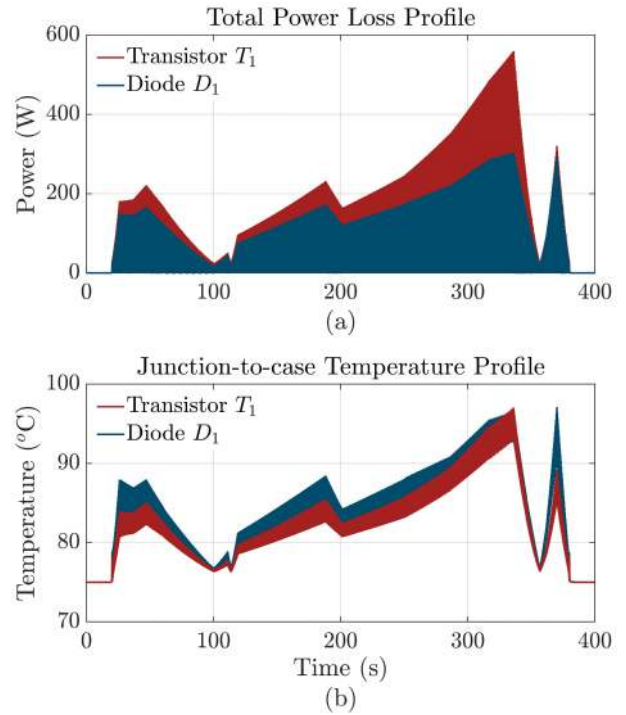 Total Power Loss Profile
600
400
200
0
Power (W)
Transistor T₁
Diode D₁
0 100 200 300 400
(a)
Junction-to-case Temperature Profile
100
90
80
70
Temperature (°C)
Transistor T₁
Diode D₁
0 100 200 300 400
Time (s)
(b)